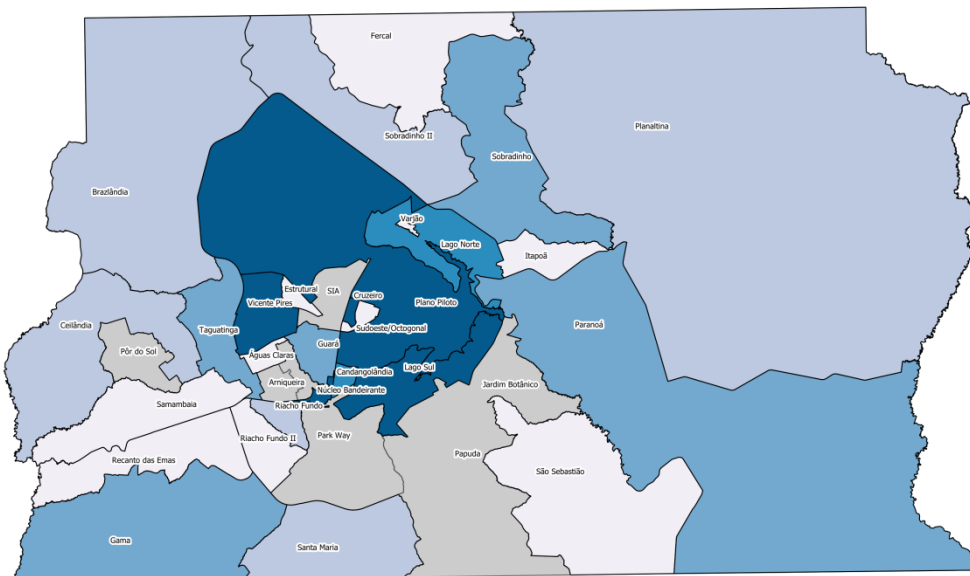 Fercal
Planaltina
Sobradinho II
Sobradinho
Brazlândia
Varjão
Lago Norte
Itapoã
Estrutural
SIA
Cruzeiro
Vicente Pires
Plano Piloto
Ceilândia
Taguatinga
Sudoeste/Octogonal
Paranoá
Guará
Pôr do Sol
Águas Claras
Lago Sul
Candangolândia
Arniqueira
Núcleo Bandeirante
Jardim Botânico
Samambaia
Riacho Fundo
Riacho Fundo II
Park Way
Papuda
Recanto das Emas
São Sebastião
Gama
Santa Maria